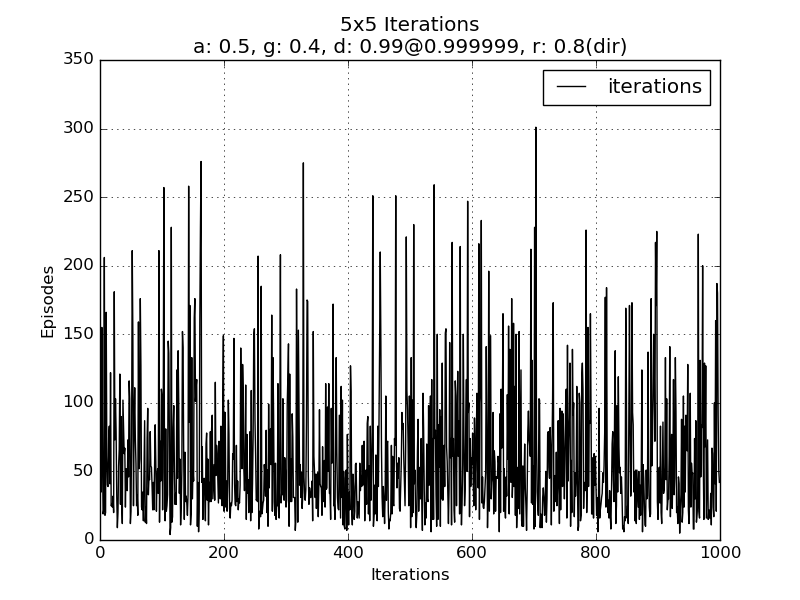 5x5 Iterations
a: 0.5, g: 0.4, d: 0.99@0.999999, r: 0.8(dir)
350
300
250
200
150
100
50
0
iterations
Episodes
0 200 400 600 800 1000
Iterations